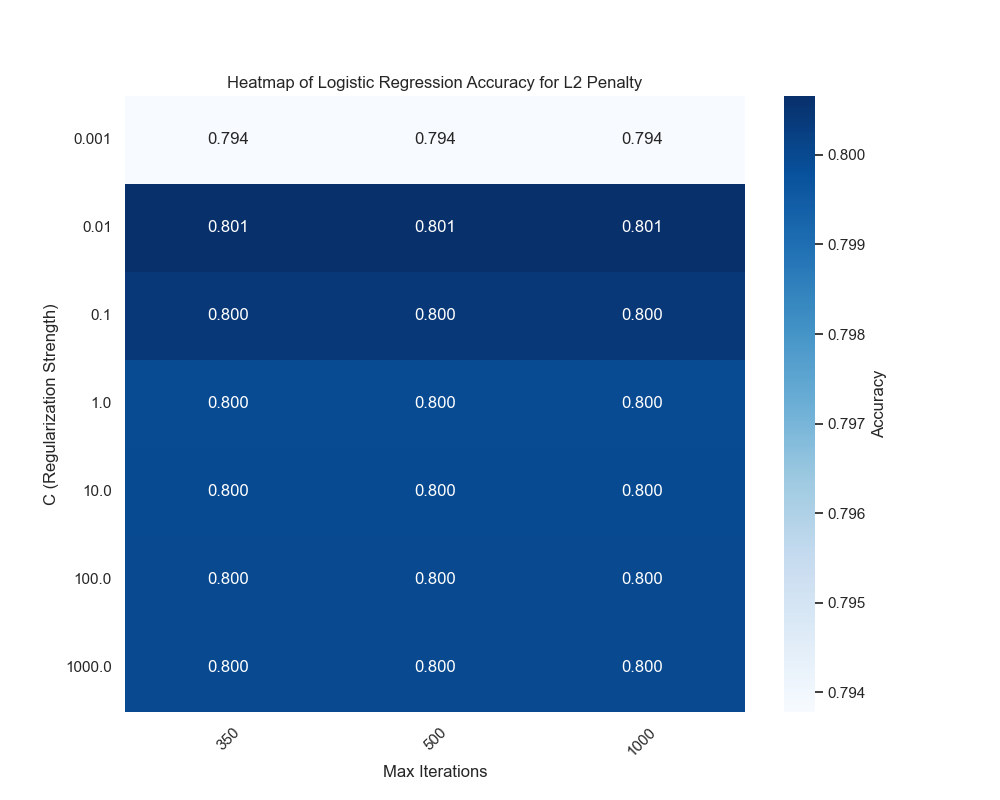 Heatmap of Logistic Regression Accuracy for L2 Penalty
0.001 0.794 0.794 0.794
0.01 0.801 0.801 0.801
0.1 0.800 0.800 0.800
1.0 0.800 0.800 0.800
10.0 0.800 0.800 0.800
100.0 0.800 0.800 0.800
1000.0 0.800 0.800 0.800
C (Regularization Strength)
350 500 1000
Max Iterations
0.800
0.799
0.798
0.797
0.796
0.795
0.794
Accuracy